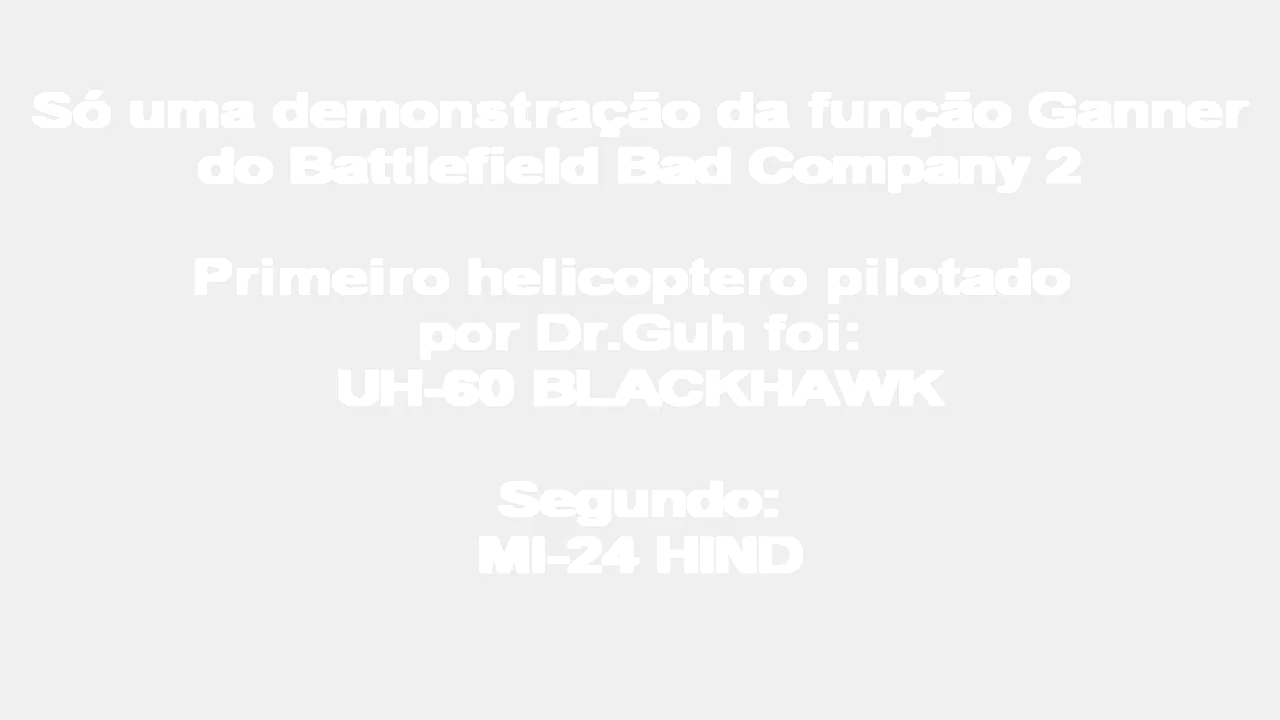 Só uma demonstração da função Ganner
do Battlefield Bad Company 2
Primeiro helicoptero pilotado
por Dr.Guh foi:
UH-60 BLACKHAWK
Segundo:
MI-24 HIND